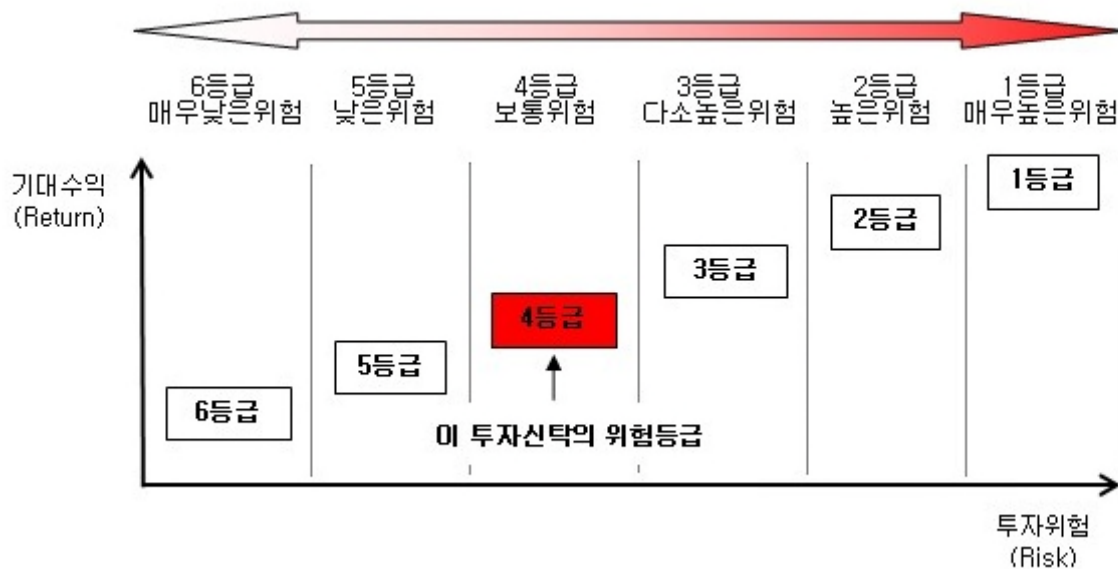 6등급
매우낮은위험
5등급
낮은위험
4등급
보통위험
3등급
다소높은위험
2등급
높은위험
1등급
매우높은위험
기대수익
(Return)
1등급
2등급
3등급
4등급
5등급
6등급
이 투자신탁의 위험등급
투자위험
(Risk)